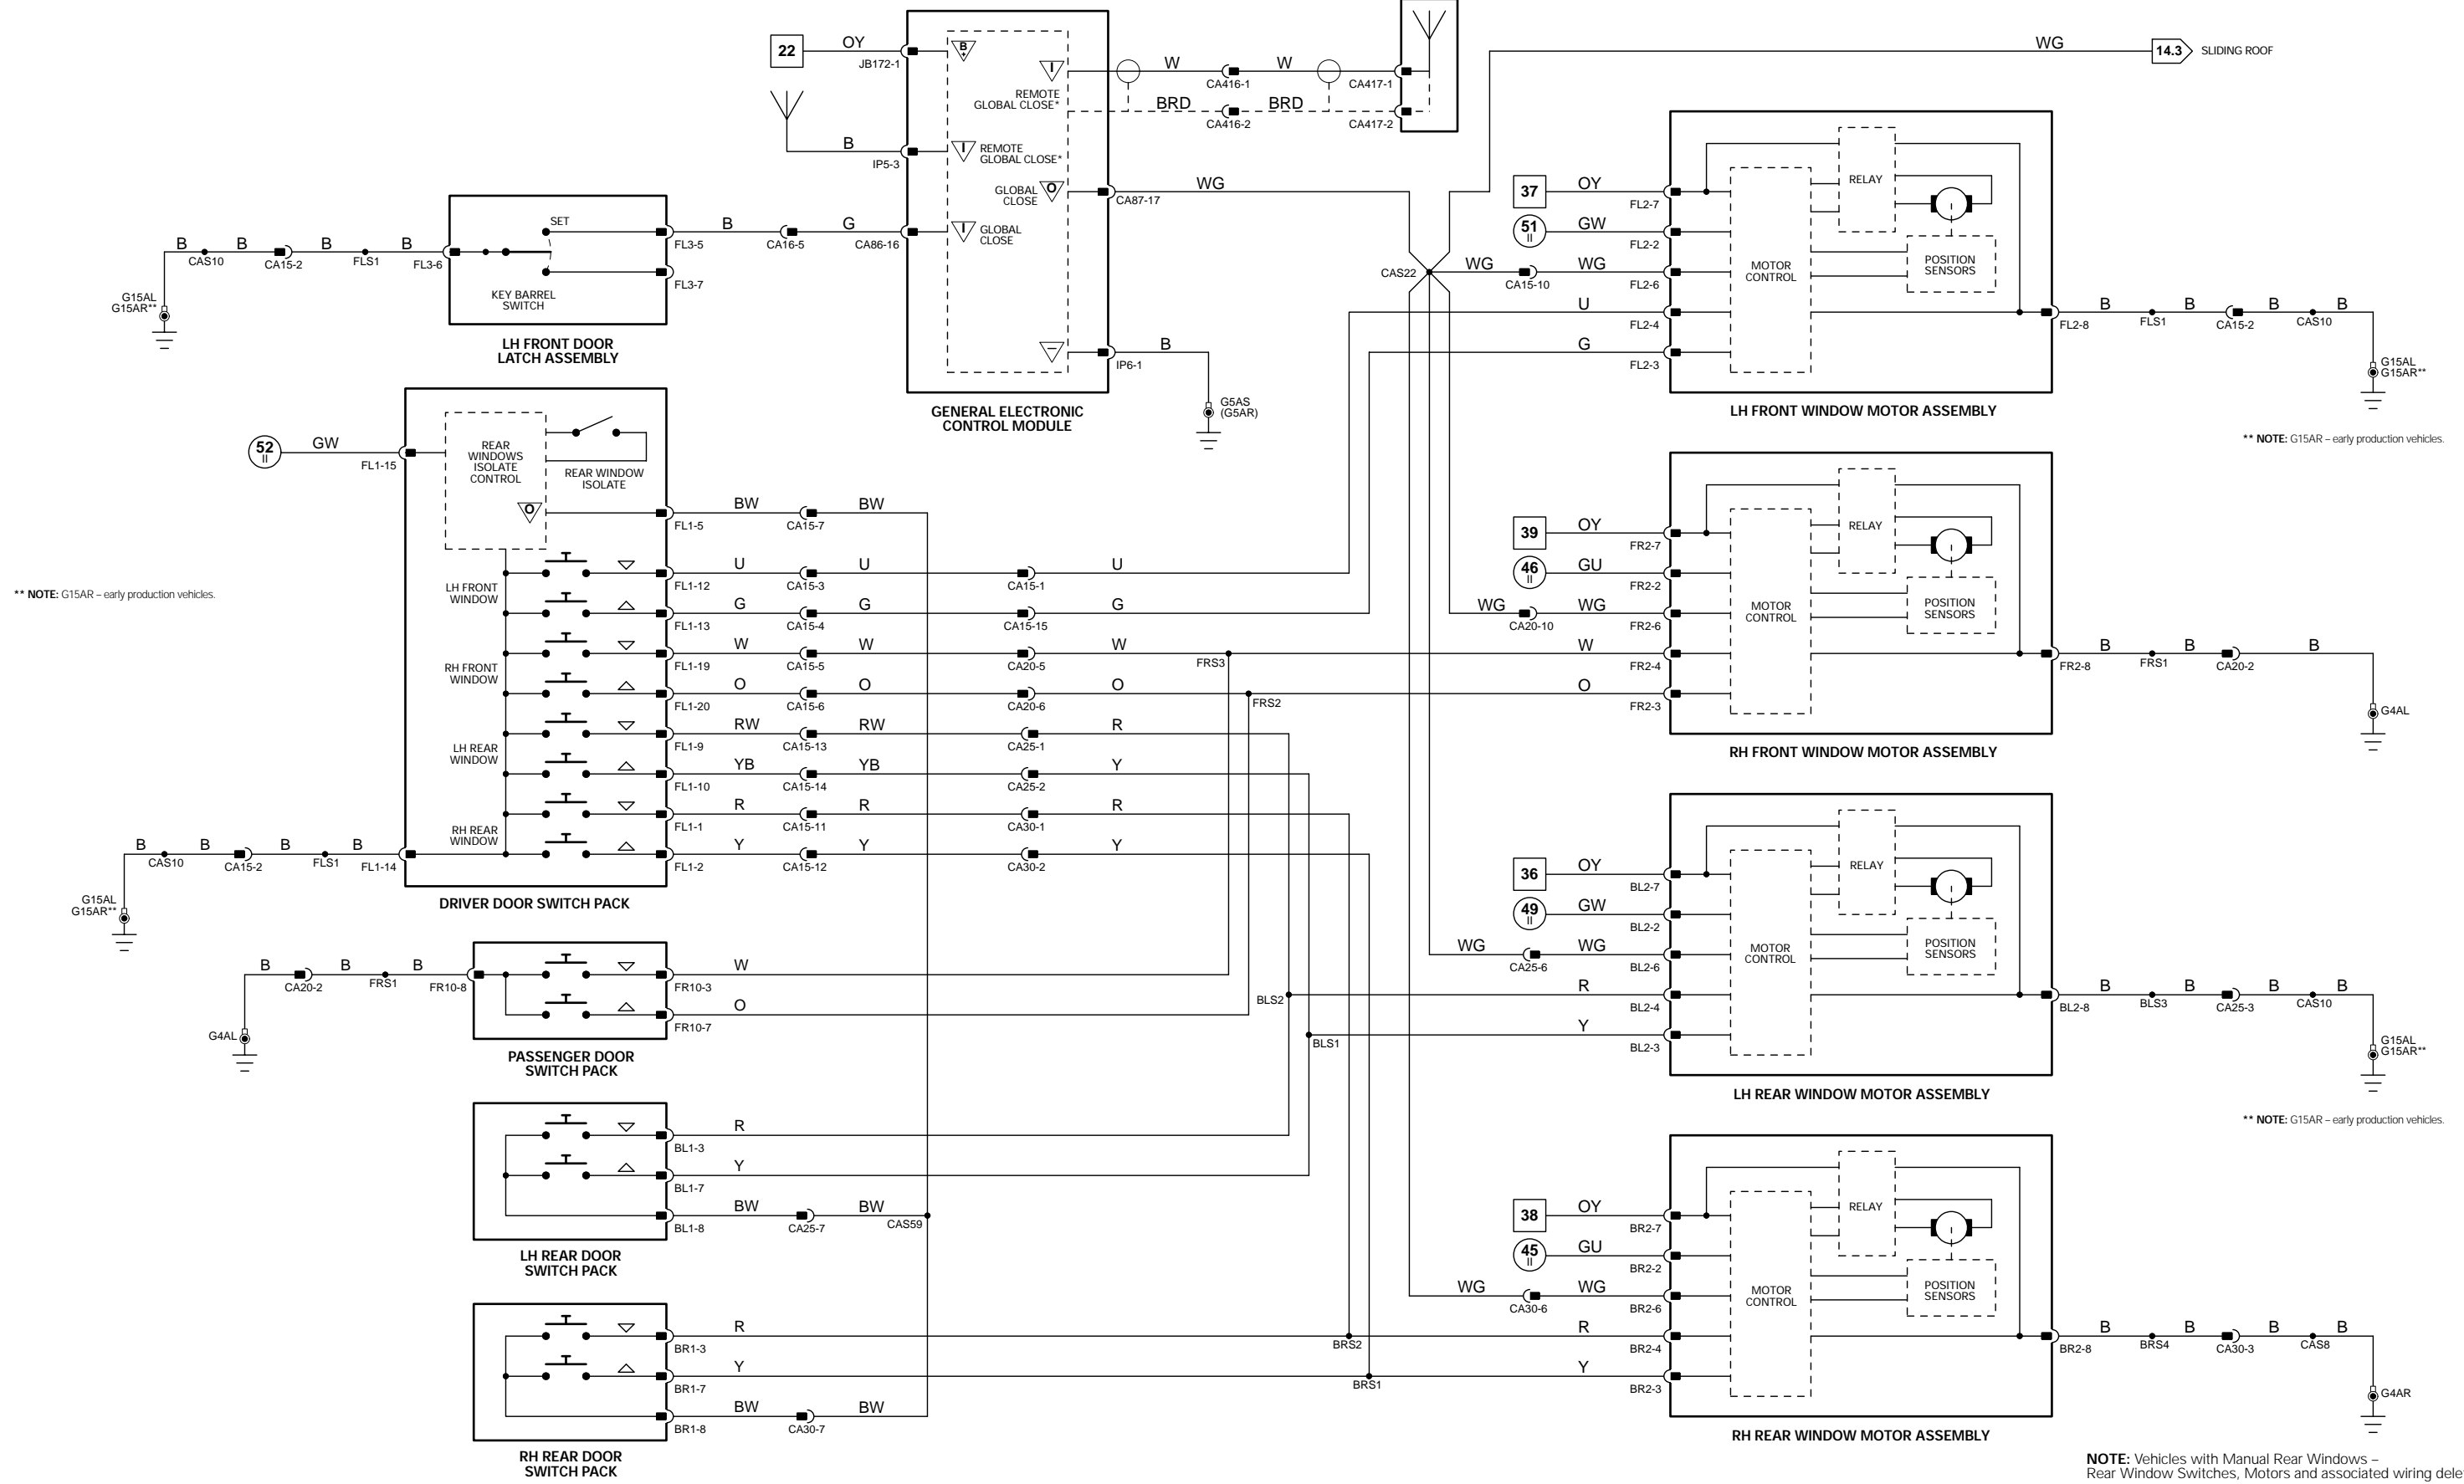 22
OY
JB172-1
B
+
I
REMOTE
GLOBAL CLOSE*
W
CA416-1
W
CA417-1
BRD
CA416-2
BRD
CA417-2
B
IP5-3
I
REMOTE
GLOBAL CLOSE*
GLOBAL
CLOSE
O
WG
CA87-17
I
GLOBAL
CLOSE
–
IP6-1
B
G5AS
(G5AR)
GENERAL ELECTRONIC
CONTROL MODULE
WG
14.3
SLIDING ROOF
B
CAS10
B
CA15-2
B
FLS1
B
FL3-6
G15AL
G15AR**
SET
KEY BARREL
SWITCH
FL3-5
FL3-7
B
CA16-5
G
CA86-16
LH FRONT DOOR
LATCH ASSEMBLY
52
II
GW
FL1-15
REAR
WINDOWS
ISOLATE
CONTROL
O
REAR WINDOW
ISOLATE
FL1-5
BW
CA15-7
BW
LH FRONT
WINDOW
FL1-12
U
CA15-3
U
CA15-1
U
FL1-13
G
CA15-4
G
CA15-15
G
RH FRONT
WINDOW
FL1-19
W
CA15-5
W
CA20-5
W
FRS3
FL1-20
O
CA15-6
O
CA20-6
O
FRS2
LH REAR
WINDOW
FL1-9
RW
CA15-13
RW
CA25-1
R
FL1-10
YB
CA15-14
YB
CA25-2
Y
RH REAR
WINDOW
FL1-1
R
CA15-11
R
CA30-1
R
FL1-2
Y
CA15-12
Y
CA30-2
Y
B
CAS10
B
CA15-2
B
FLS1
B
FL1-14
G15AL
G15AR**
** NOTE: G15AR – early production vehicles.
DRIVER DOOR SWITCH PACK
B
CA20-2
B
FRS1
B
FR10-8
G4AL
FR10-3
W
FR10-7
O
PASSENGER DOOR
SWITCH PACK
BL1-3
R
BL1-7
Y
BL1-8
BW
CA25-7
BW
CAS59
LH REAR DOOR
SWITCH PACK
BR1-3
R
BR1-7
Y
BR1-8
BW
CA30-7
BW
RH REAR DOOR
SWITCH PACK
BLS2
BLS1
BRS2
BRS1
CAS22
37
OY
FL2-7
51
II
GW
FL2-2
WG
CA15-10
WG
FL2-6
U
FL2-4
G
FL2-3
MOTOR
CONTROL
RELAY
POSITION
SENSORS
FL2-8
B
FLS1
B
CA15-2
B
CAS10
B
G15AL
G15AR**
LH FRONT WINDOW MOTOR ASSEMBLY
** NOTE: G15AR – early production vehicles.
39
OY
FR2-7
46
II
GU
FR2-2
WG
CA20-10
WG
FR2-6
W
FR2-4
O
FR2-3
MOTOR
CONTROL
RELAY
POSITION
SENSORS
FR2-8
B
FRS1
B
CA20-2
B
G4AL
RH FRONT WINDOW MOTOR ASSEMBLY
36
OY
BL2-7
49
II
GW
BL2-2
WG
CA25-6
WG
BL2-6
R
BL2-4
Y
BL2-3
MOTOR
CONTROL
RELAY
POSITION
SENSORS
BL2-8
B
BLS3
B
CA25-3
B
CAS10
B
G15AL
G15AR**
LH REAR WINDOW MOTOR ASSEMBLY
** NOTE: G15AR – early production vehicles.
38
OY
BR2-7
45
II
GU
BR2-2
WG
CA30-6
WG
BR2-6
R
BR2-4
Y
BR2-3
MOTOR
CONTROL
RELAY
POSITION
SENSORS
BR2-8
B
BRS4
B
CA30-3
B
CAS8
B
G4AR
RH REAR WINDOW MOTOR ASSEMBLY
NOTE: Vehicles with Manual Rear Windows –
Rear Window Switches, Motors and associated wiring dele